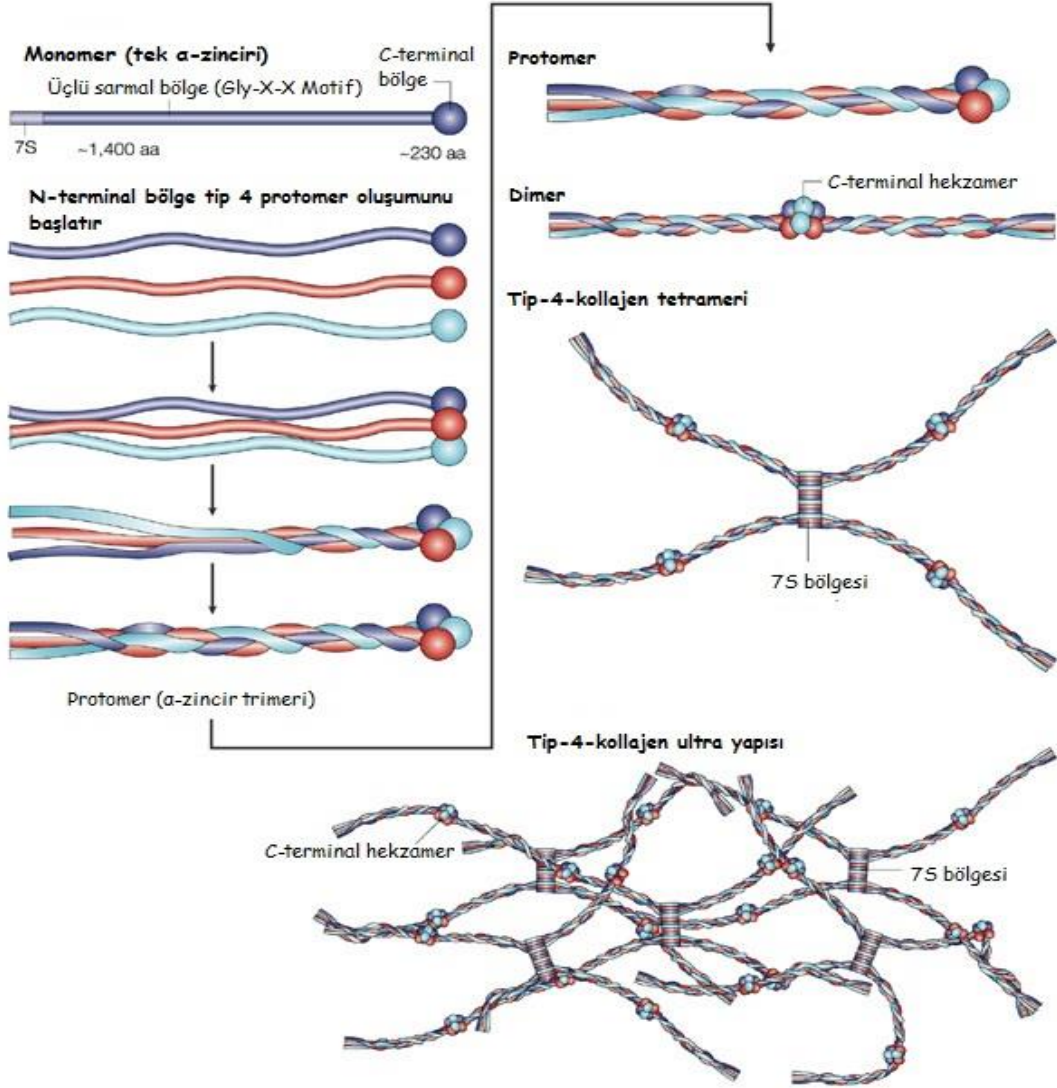 Monomer (tek α-zinciri)
C-terminal
bölge
Üçlü sarmal bölge (Gly-X-X Motif)
7S
~1,400 aa
~230 aa
N-terminal bölge tip 4 protomer oluşumunu
başlatır
Protomer (α-zincir trimeri)
Protomer
Dimer
C-terminal hekzamer
Tip-4-kollajen tetrameri
7S bölgesi
Tip-4-kollajen ultra yapısı
C-terminal hekzamer
7S bölgesi